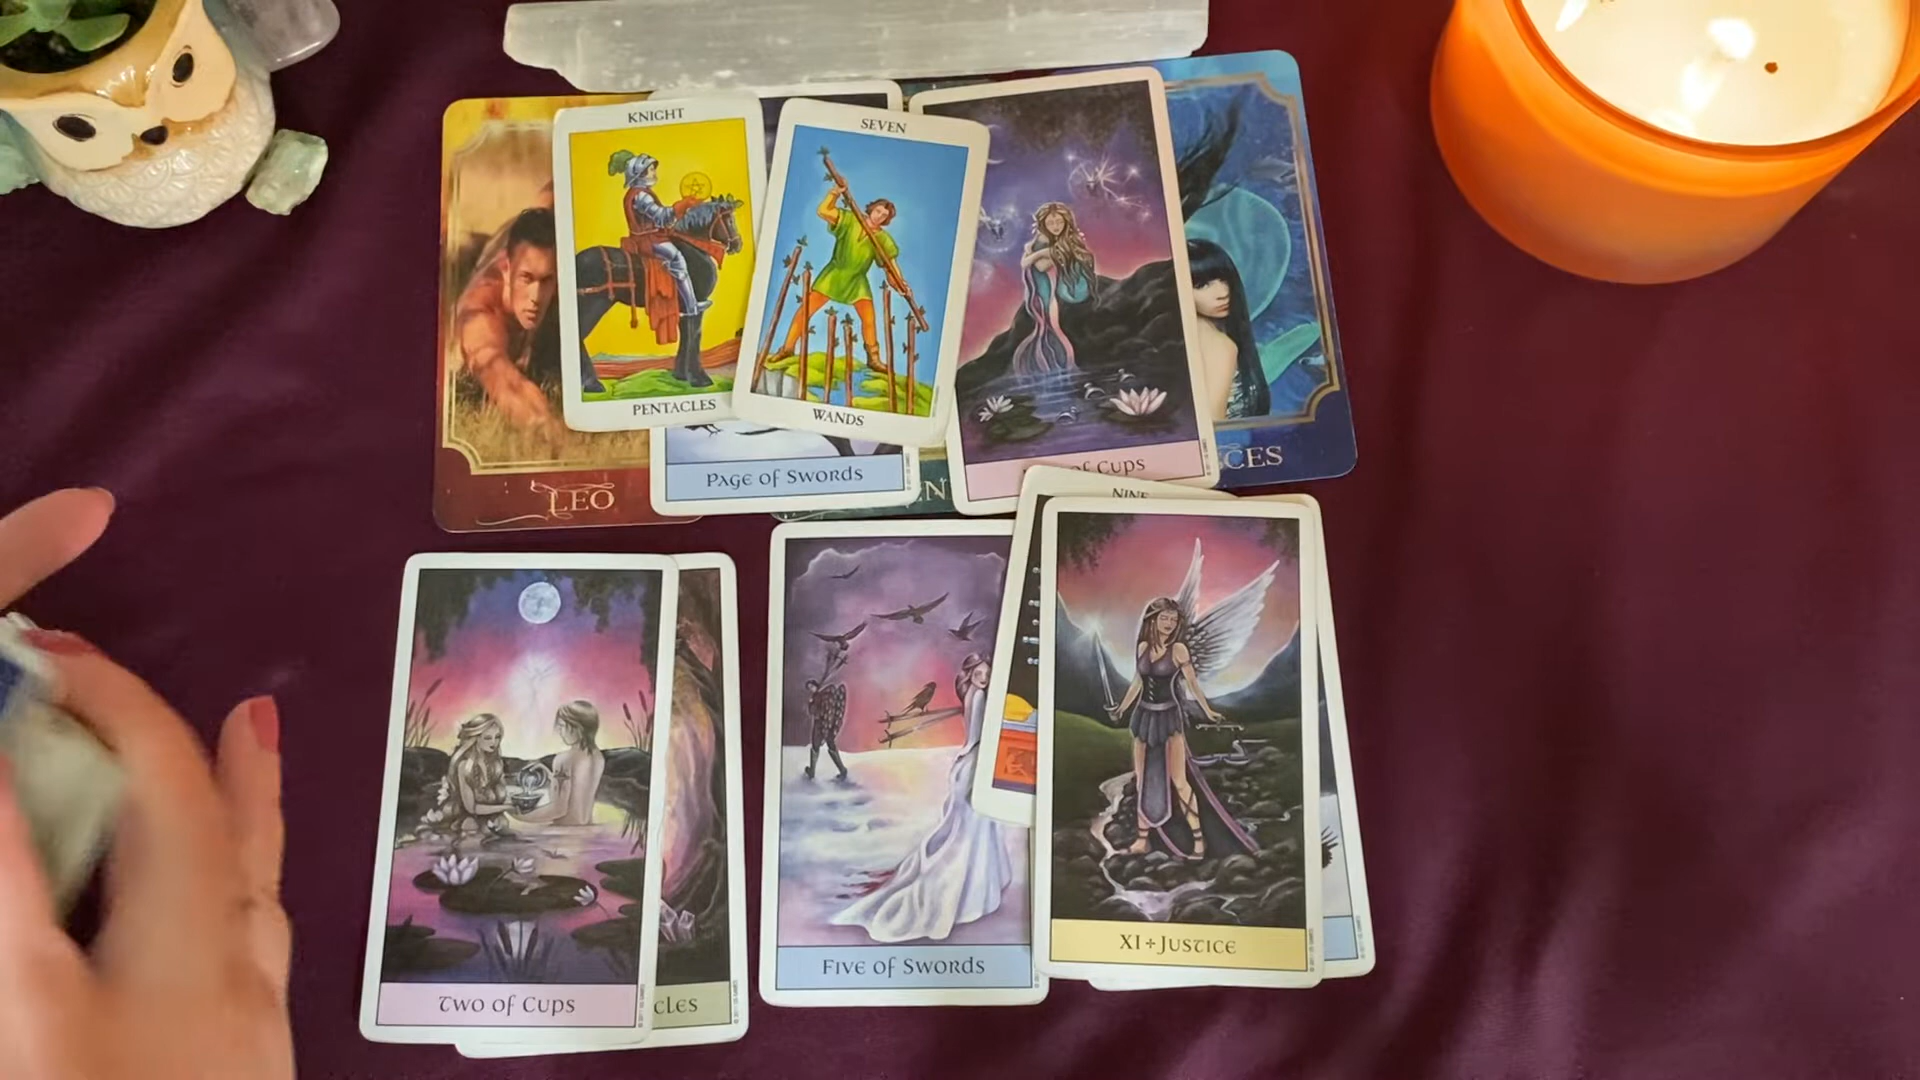 KNIGHT
PENTACLES
SEVEN
WANDS
PAGE OF SWORDS
OF CUPS
LEO
EN
CES
NINE
TWO OF CUPS
CLES
FIVE OF SWORDS
XI + JUSTICE